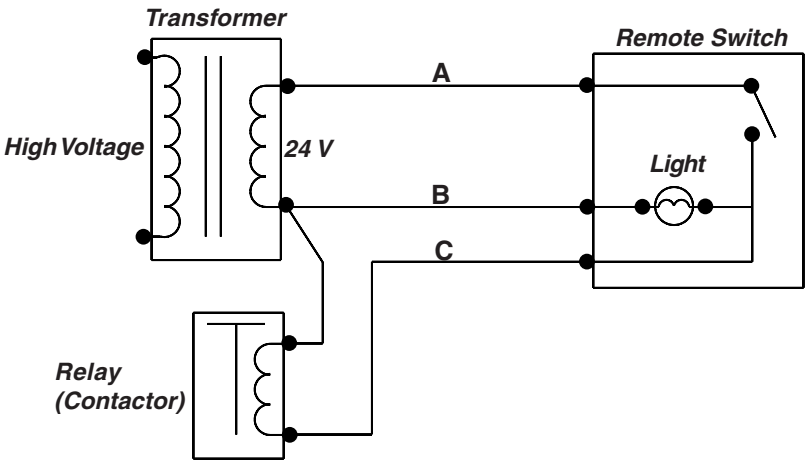 Transformer
Remote Switch
A
High Voltage
24 V
Light
B
C
Relay
(Contactor)